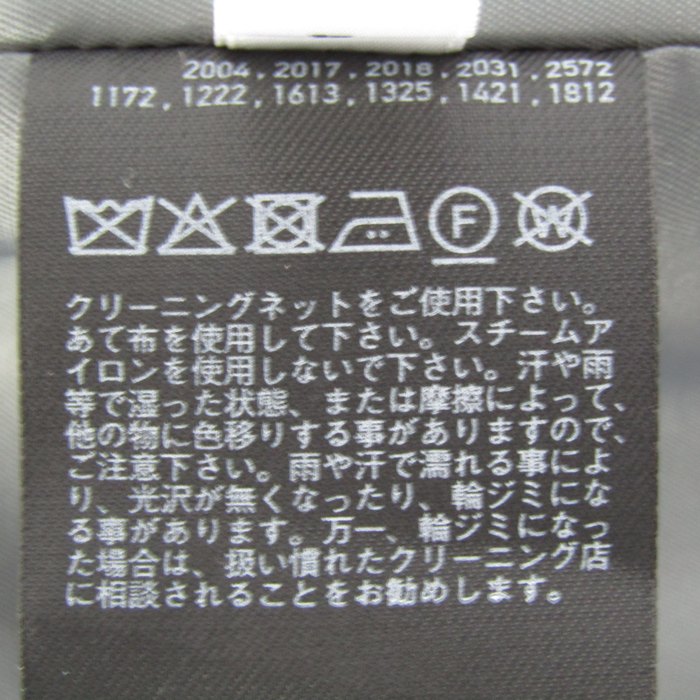 2004,2017,2018,2031,2572
1172,1222,1613,1325,1421,1812
F W
クリーニングネットをご使用下さい。
あて布を使用して下さい。スチームア
イロンを使用しないで下さい。汗や雨
等で湿った状態、または摩擦によって、
他の物に色移りする事がありますので、
ご注意下さい。雨や汗で濡れる事によ
り、光沢が無くなったり、輪ジミにな
る事があります。万一、輪ジミになっ
た場合は、扱い慣れたクリーニング店
に相談されることをお勧めします。